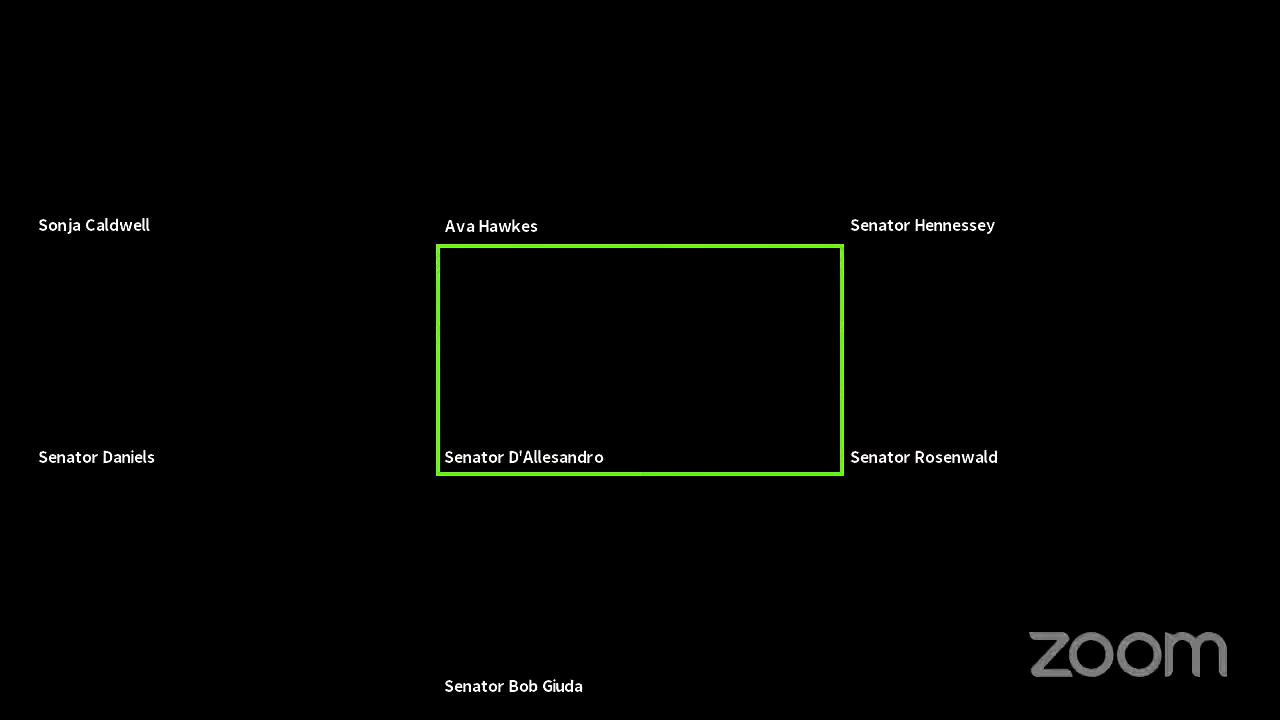 Sonja Caldwell
Ava Hawkes
Senator Hennessey
Senator Daniels
Senator D'Allesandro
Senator Rosenwald
Senator Bob Giuda
zoom